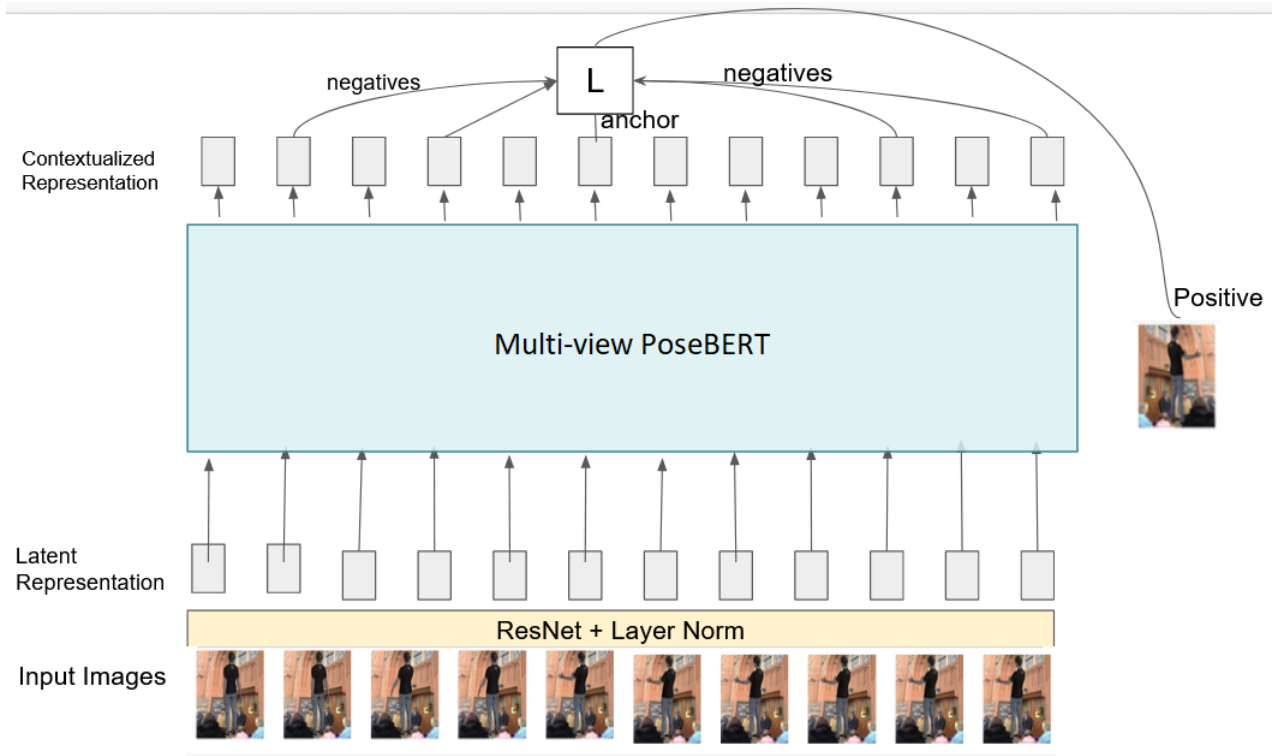 L
negatives
negatives
anchor
Contextualized
Representation
Multi-view PoseBERT
Positive
Latent
Representation
ResNet + Layer Norm
Input Images